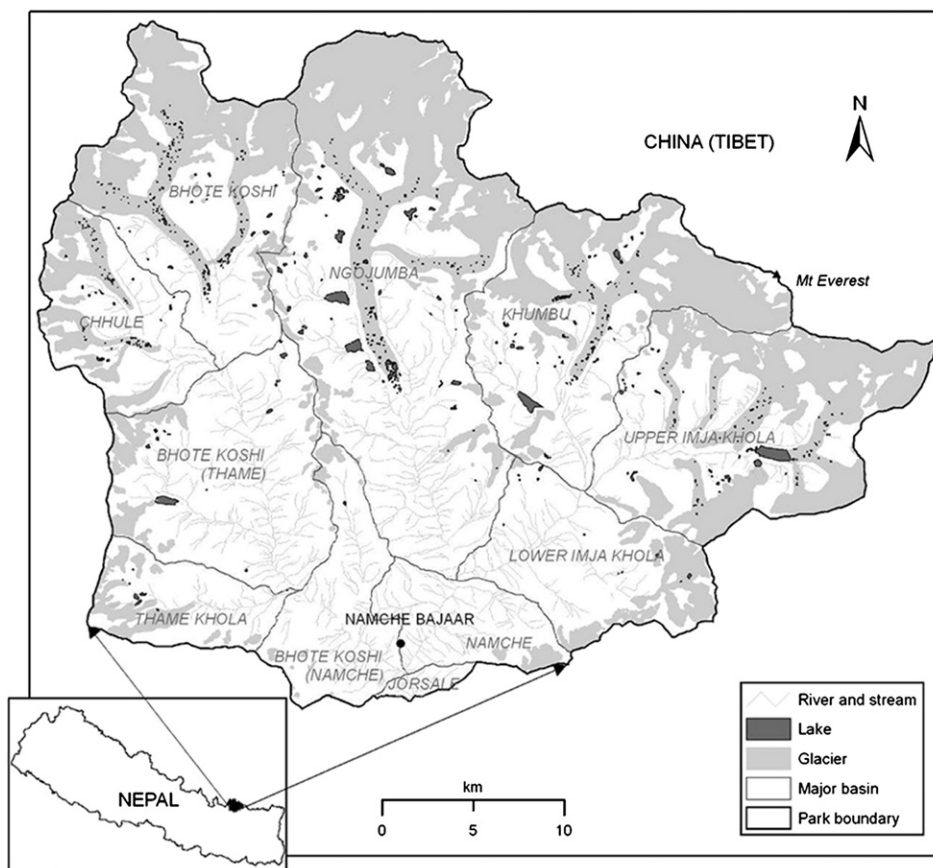 N
CHINA (TIBET)
BHOTE KOSHI
NGOJUMBA
Mt Everest
KHUMBU
CHHULE
UPPER IMJA KHOLA
BHOTE KOSHI
(THAME)
LOWER IMJA KHOLA
THAME KHOLA
NAMCHE BAJAAR
NAMCHE
BHOTE KOSHI
(NAMCHE)
JORSALE
River and stream
Lake
Glacier
Major basin
Park boundary
NEPAL
km
0 5 10